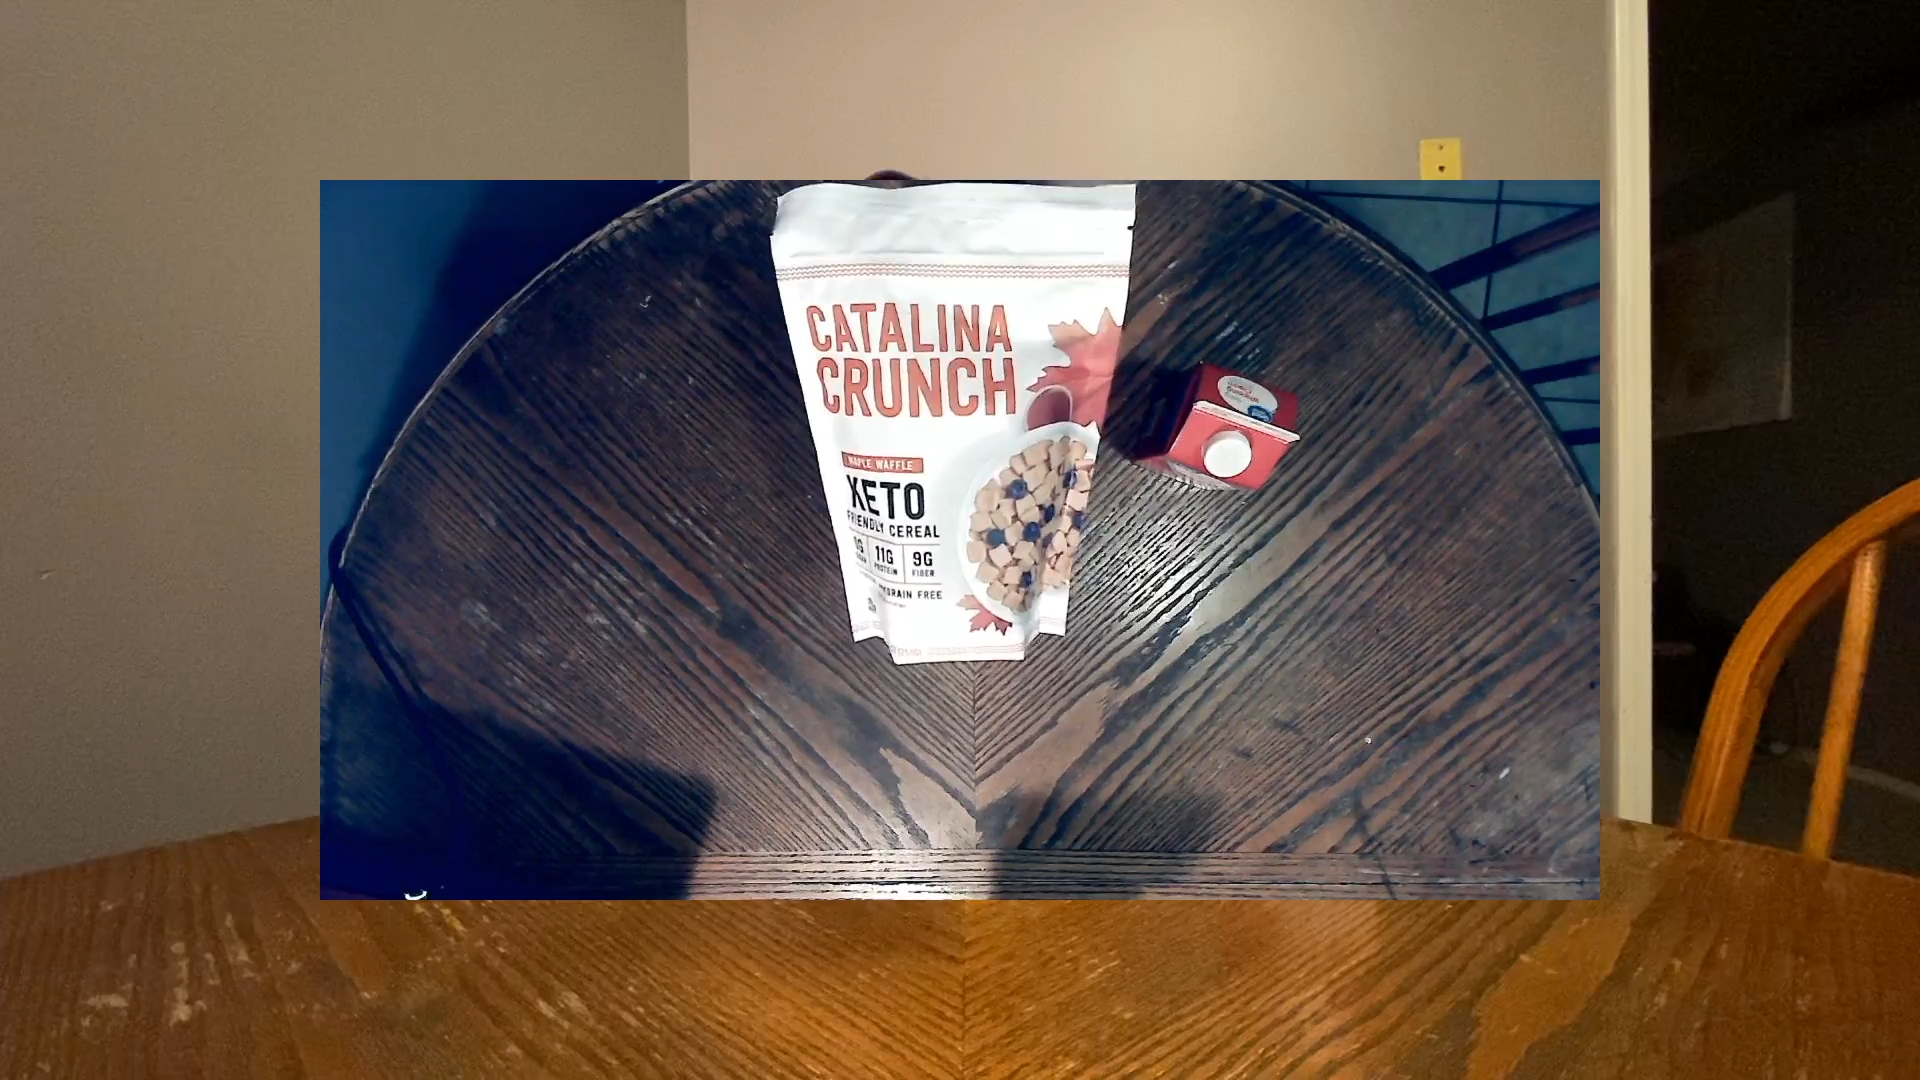 CATALINA
CRUNCH
MAPLE WAFFLE
KETO
FRIENDLY CEREAL
11G
PROTEIN
9G
FIBER
GRAIN FREE